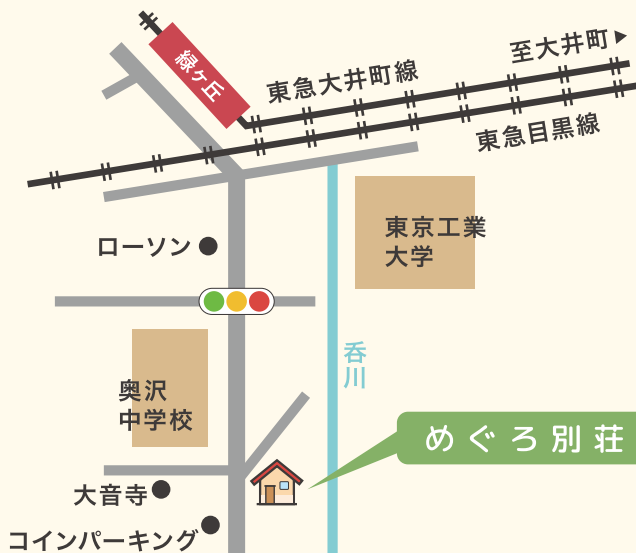 至大井町
緑ヶ丘
東急大井町線
東急目黒線
東京工業
大学
ローソン
呑川
奥沢
中学校
めぐろ別荘
大音寺
コインパーキング